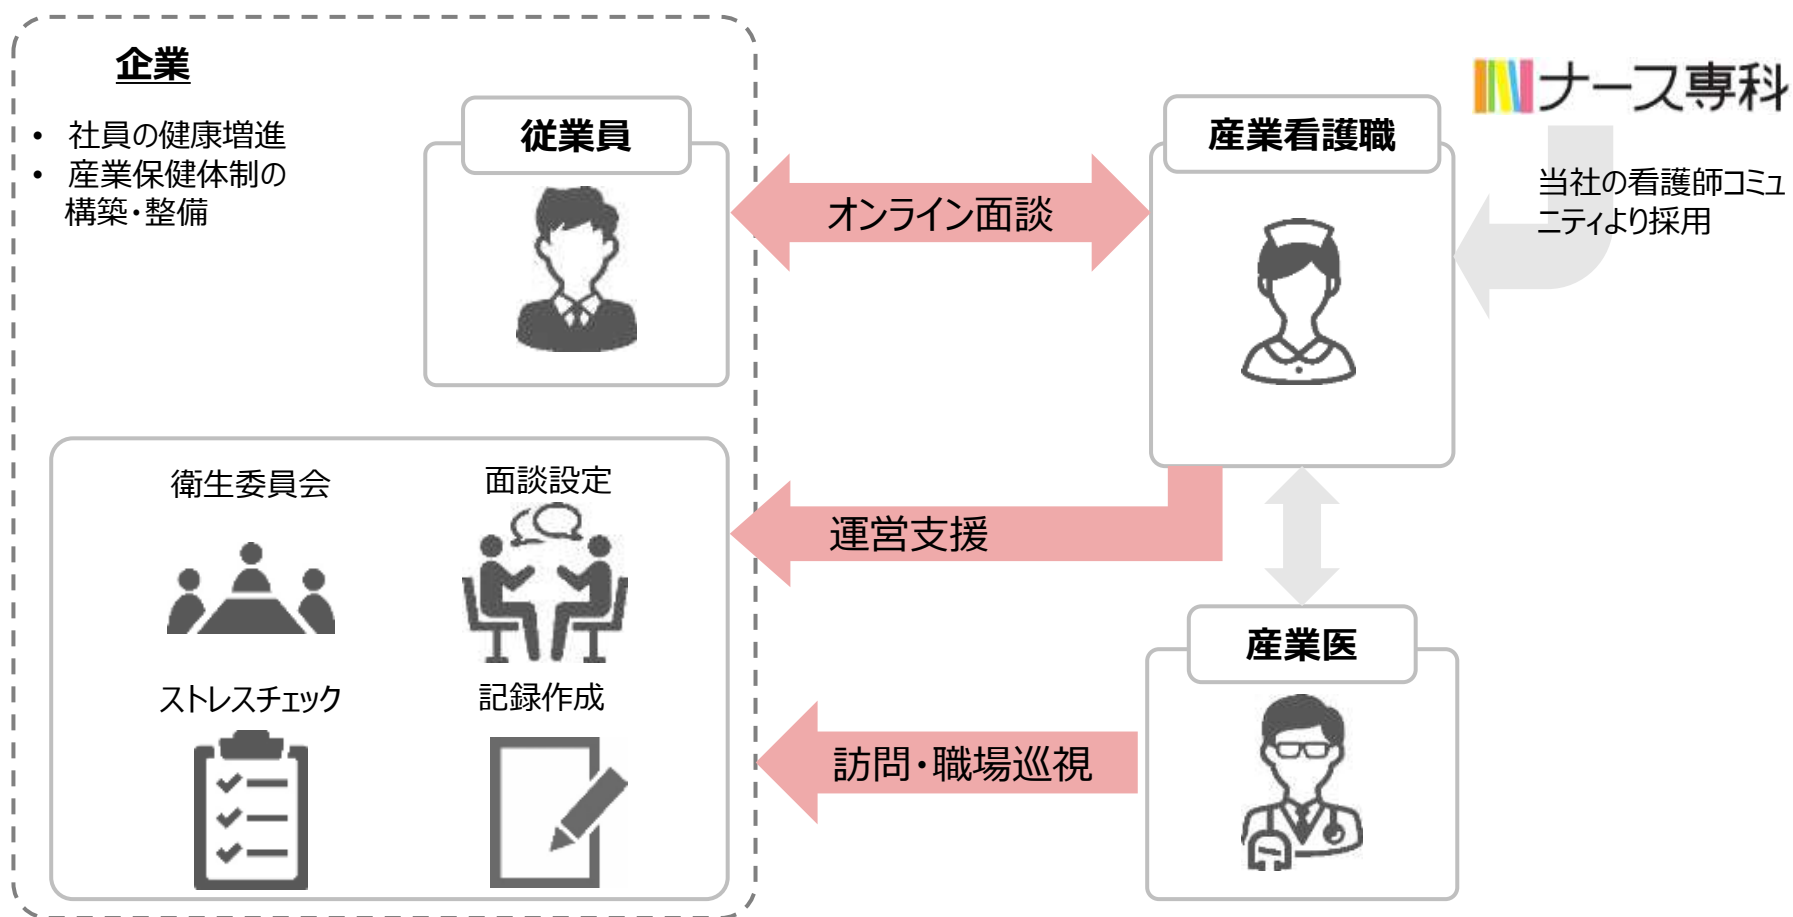 企業
• 社員の健康増進
• 産業保健体制の
構築・整備
従業員
オンライン面談
産業看護職
ナース専科
当社の看護師コミュ
ニティより採用
衛生委員会
面談設定
運営支援
ストレスチェック
記録作成
産業医
訪問・職場巡視